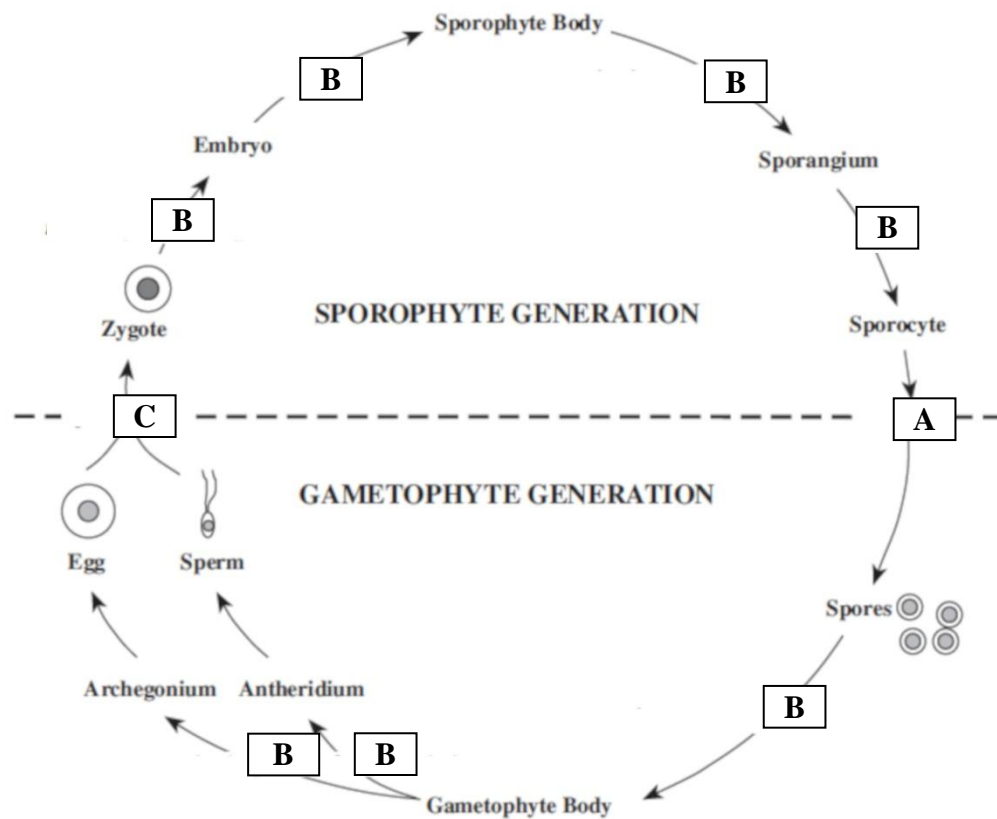 Sporophyte Body
B
B
Embryo
Sporangium
B
B
Zygote
SPOROPHYTE GENERATION
Sporocyte
C
A
GAMETOPHYTE GENERATION
Egg
Sperm
Spores
Archegonium
Antheridium
B
B
B
Gametophyte Body